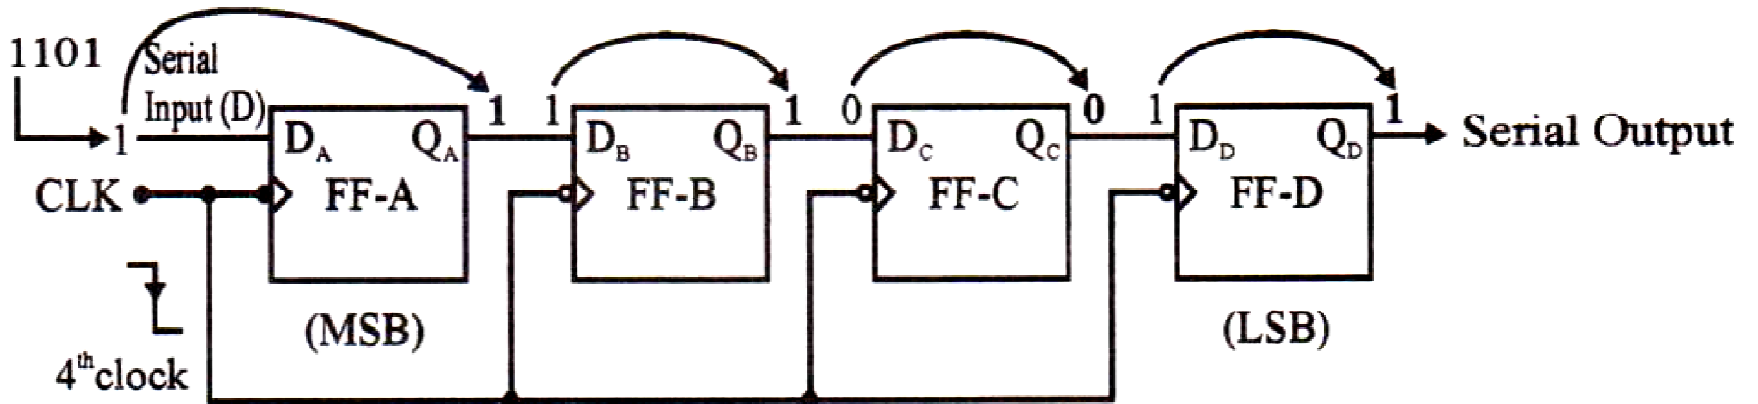 1101
Serial
Input (D)
1
1 1 1 0 0 1 1
D_A Q_A D_B Q_B D_C Q_C D_D Q_D
Serial Output
CLK
FF-A FF-B FF-C FF-D
(MSB) (LSB)
4th clock